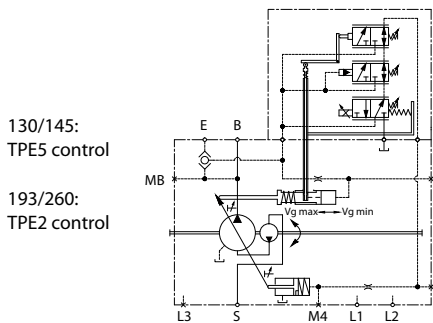 130/145:
TPE5 control
193/260:
TPE2 control
E B
MB
Vg max Vg min
L3 S M4 L1 L2